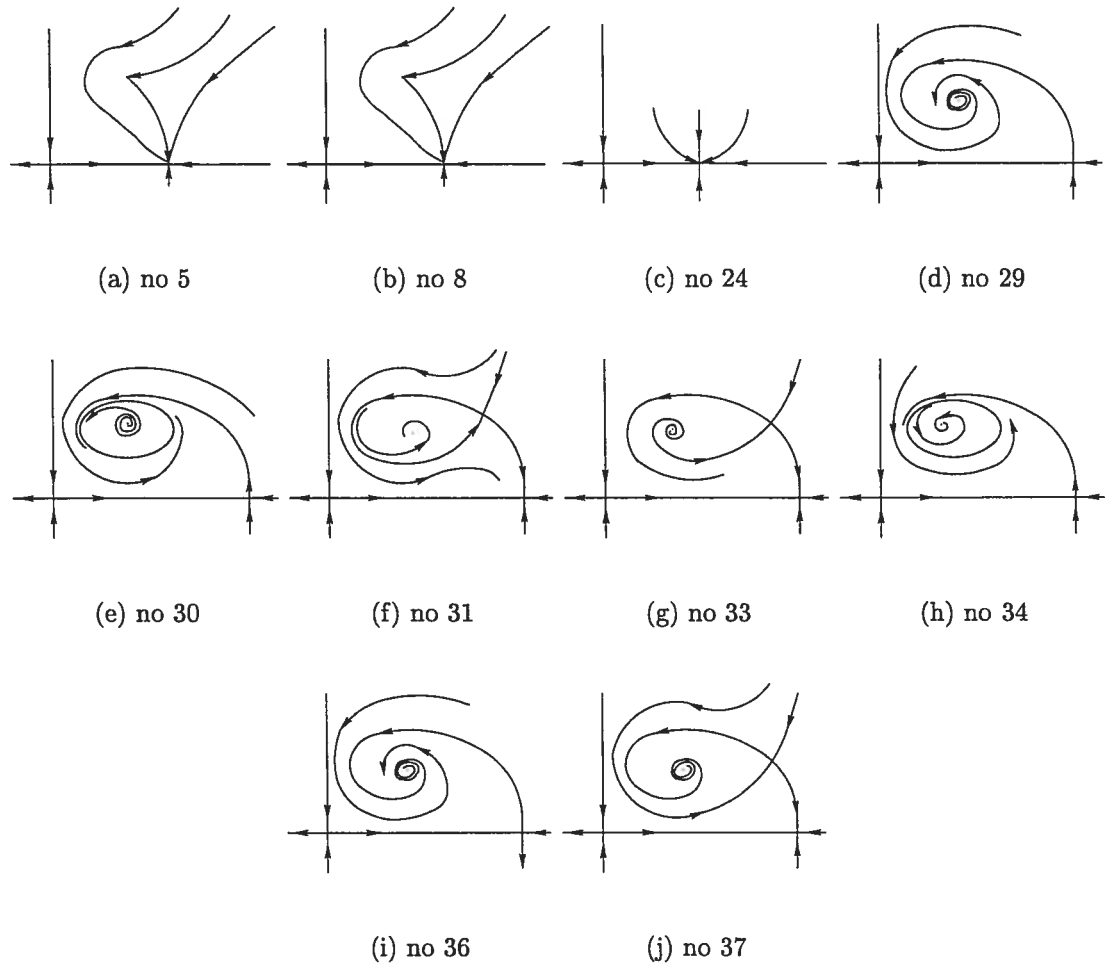 (a) no 5
(b) no 8
(c) no 24
(d) no 29
(e) no 30
(f) no 31
(g) no 33
(h) no 34
(i) no 36
(j) no 37